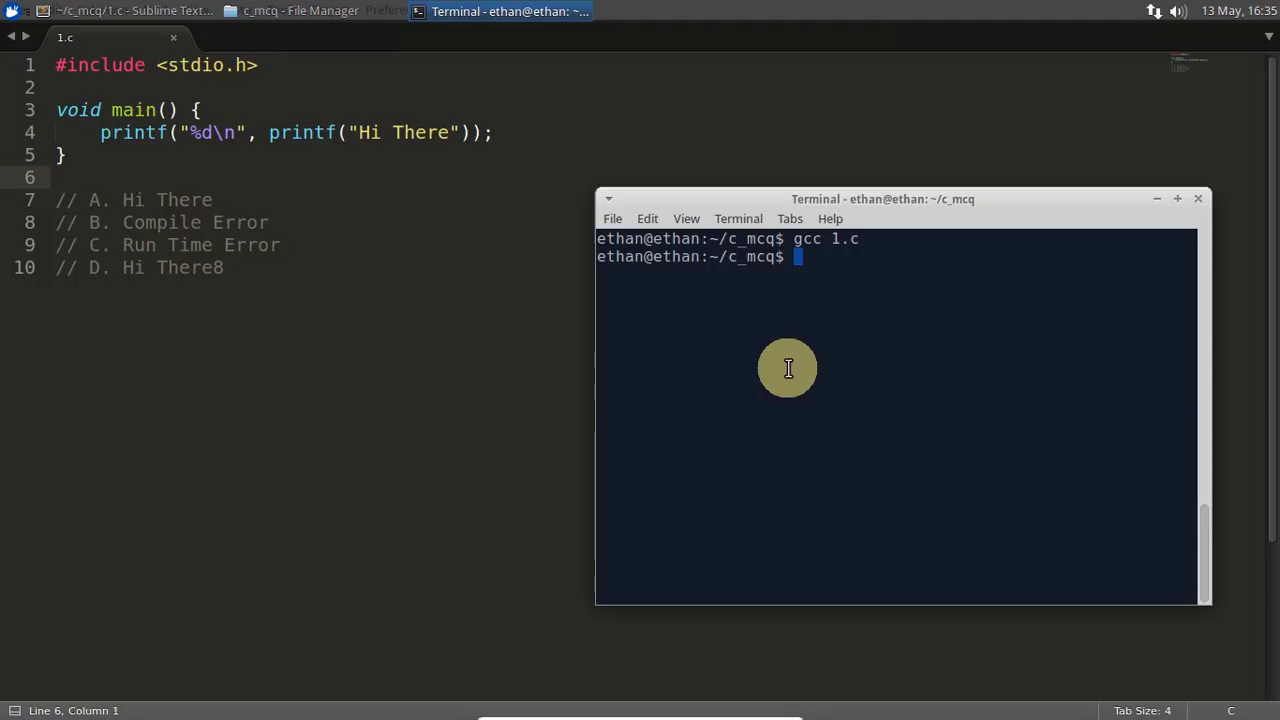 ~/c_mcq/1.c - Sublime Text... c_mcq - File Manager Prefere Terminal - ethan@ethan: ~... 13 May, 16:35
1.c
1 #include <stdio.h>
2
3 void main() {
4 printf("%d\n", printf("Hi There"));
5 }
6
7 // A. Hi There
8 // B. Compile Error
9 // C. Run Time Error
10 // D. Hi There8
Terminal - ethan@ethan: ~/c_mcq
File Edit View Terminal Tabs Help
ethan@ethan:~/c_mcq$ gcc 1.c
ethan@ethan:~/c_mcq$
Line 6, Column 1 Tab Size: 4 C